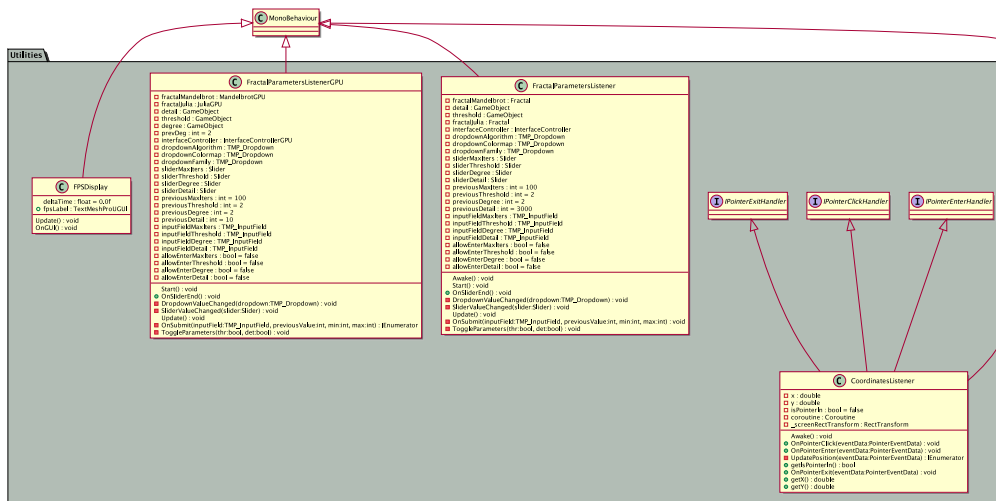 MonoBehaviour
Utilities
FractalParametersListenerGPU
fractalMandelbrot : MandelbrotGPU
fractalJulia : JuliaGPU
detail : GameObject
threshold : GameObject
degree : GameObject
prevDeg : int = 2
interfaceController : InterfaceControllerGPU
dropdownAlgorithm : TMP_Dropdown
dropdownColormap : TMP_Dropdown
dropdownFamily : TMP_Dropdown
sliderMaxIters : Slider
sliderThreshold : Slider
sliderDegree : Slider
sliderDetail : Slider
previousMaxIters : int = 100
previousThreshold : int = 2
previousDegree : int = 2
previousDetail : int = 10
inputFieldMaxIters : TMP_InputField
inputFieldThreshold : TMP_InputField
inputFieldDegree : TMP_InputField
inputFieldDetail : TMP_InputField
allowEnterMaxIters : bool = false
allowEnterThreshold : bool = false
allowEnterDegree : bool = false
allowEnterDetail : bool = false
Start() : void
OnSliderEnd() : void
DropdownValueChanged(dropdown:TMP_Dropdown) : void
SliderValueChanged(slider:Slider) : void
Update() : void
OnSubmit(inputField:TMP_InputField, previousValue:int, min:int, max:int) : IEnumerator
ToggleParameters(thr:bool, det:bool) : void
FractalParametersListener
fractalMandelbrot : Fractal
detail : GameObject
threshold : GameObject
fractalJulia : Fractal
interfaceController : InterfaceController
dropdownAlgorithm : TMP_Dropdown
dropdownColormap : TMP_Dropdown
dropdownFamily : TMP_Dropdown
sliderMaxIters : Slider
sliderThreshold : Slider
sliderDegree : Slider
sliderDetail : Slider
previousMaxIters : int = 100
previousThreshold : int = 2
previousDegree : int = 2
previousDetail : int = 3000
inputFieldMaxIters : TMP_InputField
inputFieldThreshold : TMP_InputField
inputFieldDegree : TMP_InputField
inputFieldDetail : TMP_InputField
allowEnterMaxIters : bool = false
allowEnterThreshold : bool = false
allowEnterDegree : bool = false
allowEnterDetail : bool = false
Awake() : void
Start() : void
OnSliderEnd() : void
DropdownValueChanged(dropdown:TMP_Dropdown) : void
SliderValueChanged(slider:Slider) : void
Update() : void
OnSubmit(inputField:TMP_InputField, previousValue:int, min:int, max:int) : void
ToggleParameters(thr:bool, det:bool) : void
FPSDisplay
deltaTime : float = 0.0f
fpsLabel : TextMeshProUGUI
Update() : void
OnGUI() : void
IPointerExitHandler
IPointerClickHandler
IPointerEnterHandler
CoordinatesListener
x : double
y : double
isPointerIn : bool = false
coroutine : Coroutine
_screenRectTransform : RectTransform
Awake() : void
OnPointerClick(eventData:PointerEventData) : void
OnPointerEnter(eventData:PointerEventData) : void
UpdatePosition(eventData:PointerEventData) : IEnumerator
getIsPointerIn() : bool
OnPointerExit(eventData:PointerEventData) : void
getX() : double
getY() : double